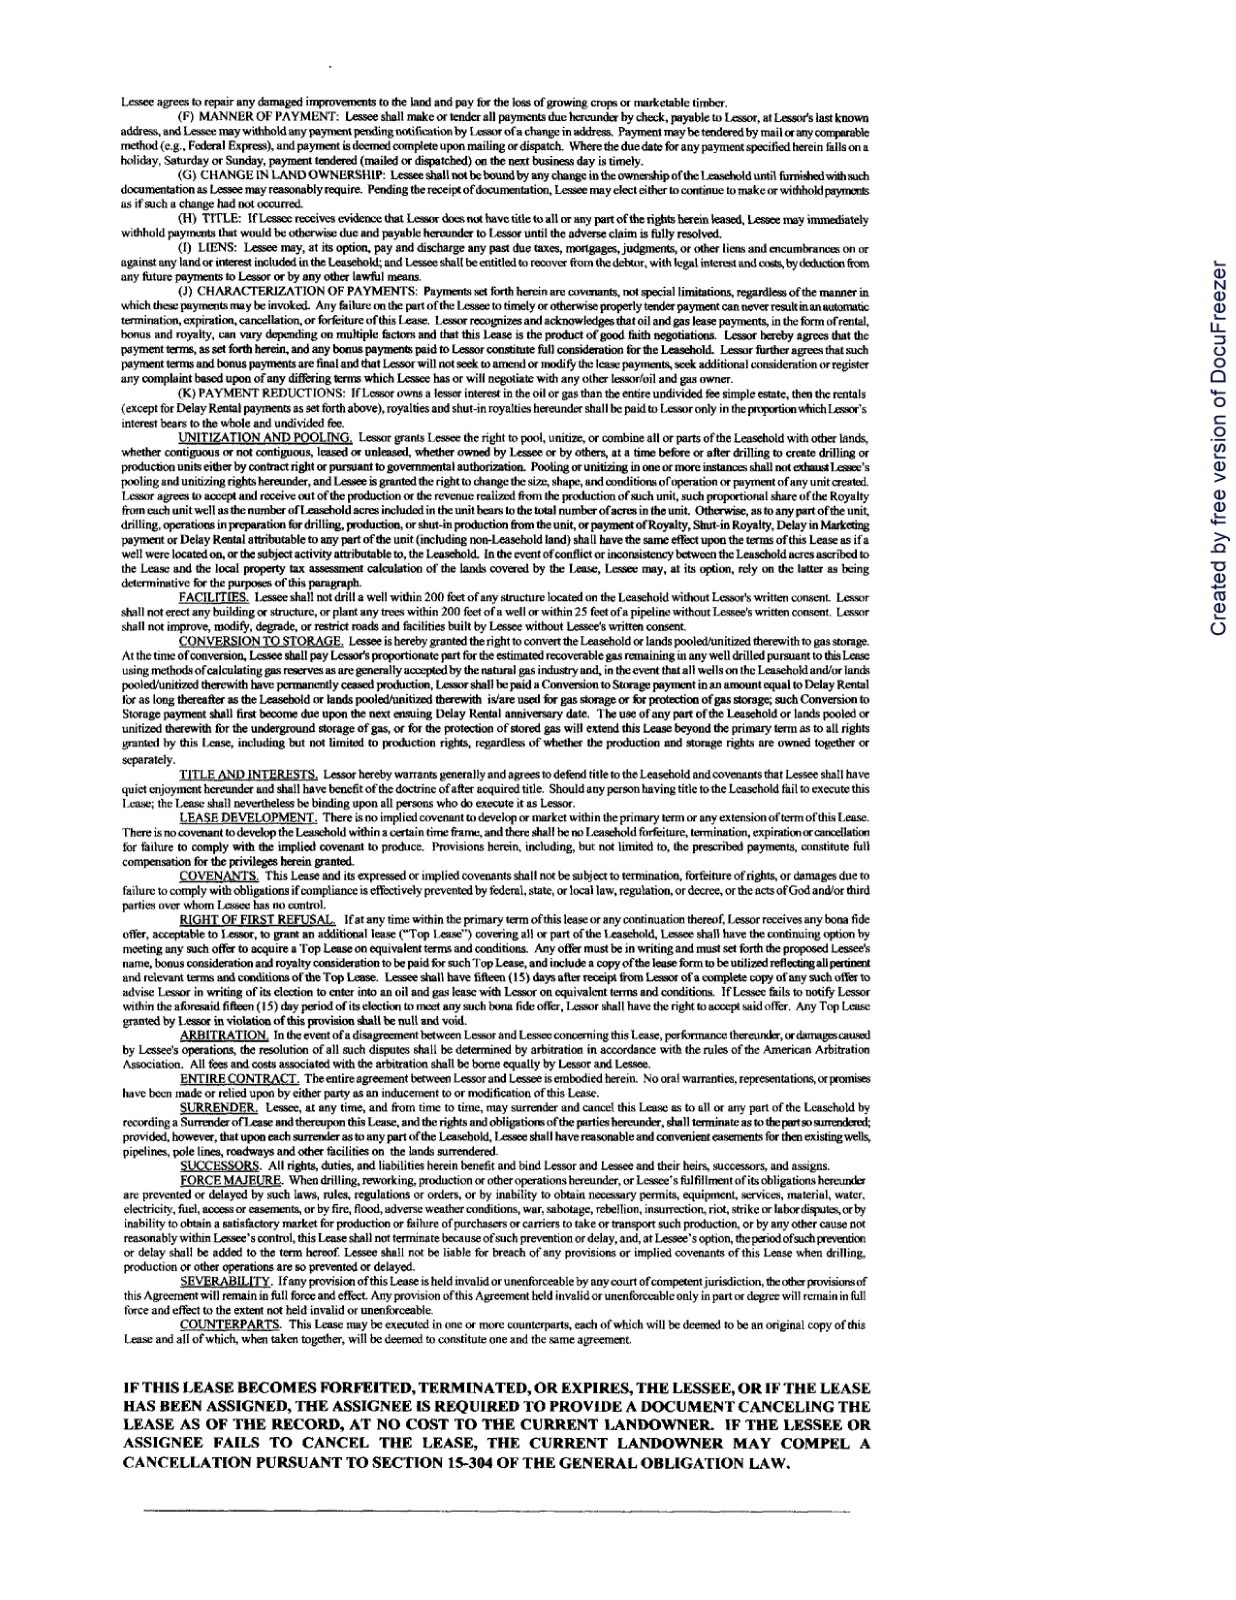 Lessee agrees to repair any damaged improvements to the land and pay for the loss of growing crops or marketable timber.
(F) MANNER OF PAYMENT: Lessee shall make or tender all payments due hereunder by check, payable to Lessor, at Lessor's last known
address, and Lessee may withhold any payment pending notification by Lessor of a change in address. Payment may be tendered by mail or any comparable
method (e.g., Federal Express), and payment is deemed complete upon mailing or dispatch. Where the due date for any payment specified herein falls on a
holiday, Saturday or Sunday, payment tendered (mailed or dispatched) on the next business day is timely.
(G) CHANGE IN LAND OWNERSHIP: Lessee shall not be bound by any change in the ownership of the Leasehold until furnished with such
documentation as Lessee may reasonably require. Pending the receipt of documentation, Lessee may elect either to continue to make or withhold payments
as if such a change had not occurred.
(H) TITLE: If Lessee receives evidence that Lessor does not have title to all or any part of the rights herein leased, Lessee may immediately
withhold payments that would be otherwise due and payable hereunder to Lessor until the adverse claim is fully resolved.
(I) LIENS: Lessee may, at its option, pay and discharge any past due taxes, mortgages, judgments, or other liens and encumbrances on or
against any land or interest included in the Leasehold; and Lessee shall be entitled to recover from the debtor, with legal interest and costs, by deduction from
any future payments to Lessor or by any other lawful means.
(J) CHARACTERIZATION OF PAYMENTS: Payments set forth herein are covenants, not special limitations, regardless of the manner in
which these payments may be invoked. Any failure on the part of the Lessee to timely or otherwise properly tender payment can never result in an automatic
termination, expiration, cancellation, or forfeiture of this Lease. Lessor recognizes and acknowledges that oil and gas lease payments, in the form of rental,
bonus and royalty, can vary depending on multiple factors and that this Lease is the product of good faith negotiations. Lessor hereby agrees that the
payment terms, as set forth herein, and any bonus payments paid to Lessor constitute full consideration for the Leasehold. Lessor further agrees that such
payment terms and bonus payments are final and that Lessor will not seek to amend or modify the lease payments, seek additional consideration or register
any complaint based upon of any differing terms which Lessee has or will negotiate with any other lessor/oil and gas owner.
(K) PAYMENT REDUCTIONS: If Lessor owns a lesser interest in the oil or gas than the entire undivided fee simple estate, then the rentals
(except for Delay Rental payments as set forth above), royalties and shut-in royalties hereunder shall be paid to Lessor only in the proportion which Lessor's
interest bears to the whole and undivided fee.
UNITIZATION AND POOLING. Lessor grants Lessee the right to pool, unitize, or combine all or parts of the Leasehold with other lands,
whether contiguous or not contiguous, leased or unleased, whether owned by Lessee or by others, at a time before or after drilling to create drilling or
production units either by contract right or pursuant to governmental authorization. Pooling or unitizing in one or more instances shall not exhaust Lessee's
pooling and unitizing rights hereunder, and Lessee is granted the right to change the size, shape, and conditions of operation or payment of any unit created.
Lessor agrees to accept and receive out of the production or the revenue realized from the production of such unit, such proportional share of the Royalty
from each unit well as the number of Leasehold acres included in the unit bears to the total number of acres in the unit. Otherwise, as to any part of the unit,
drilling, operations in preparation for drilling, production, or shut-in production from the unit, or payment of Royalty, Shut-in Royalty, Delay in Marketing
payment or Delay Rental attributable to any part of the unit (including non-Leasehold land) shall have the same effect upon the terms of this Lease as if a
well were located on, or the subject activity attributable to, the Leasehold. In the event of conflict or inconsistency between the Leasehold acres ascribed to
the Lease and the local property tax assessment calculation of the lands covered by the Lease, Lessee may, at its option, rely on the latter as being
determinative for the purposes of this paragraph.
FACILITIES. Lessee shall not drill a well within 200 feet of any structure located on the Leasehold without Lessor's written consent. Lessor
shall not erect any building or structure, or plant any trees within 200 feet of a well or within 25 feet of a pipeline without Lessee's written consent. Lessor
shall not improve, modify, degrade, or restrict roads and facilities built by Lessee without Lessee's written consent.
CONVERSION TO STORAGE. Lessee is hereby granted the right to convert the Leasehold or lands pooled/unitized therewith to gas storage.
At the time of conversion, Lessee shall pay Lessor's proportionate part for the estimated recoverable gas remaining in any well drilled pursuant to this Lease
using methods of calculating gas reserves as are generally accepted by the natural gas industry and, in the event that all wells on the Leasehold and/or lands
pooled/unitized therewith have permanently ceased production, Lessor shall be paid a Conversion to Storage payment in an amount equal to Delay Rental
for as long thereafter as the Leasehold or lands pooled/unitized therewith is/are used for gas storage or for protection of gas storage; such Conversion to
Storage payment shall first become due upon the next ensuing Delay Rental anniversary date. The use of any part of the Leasehold or lands pooled or
unitized therewith for the underground storage of gas, or for the protection of stored gas will extend this Lease beyond the primary term as to all rights
granted by this Lease, including but not limited to production rights, regardless of whether the production and storage rights are owned together or
separately.
TITLE AND INTERESTS. Lessor hereby warrants generally and agrees to defend title to the Leasehold and covenants that Lessee shall have
quiet enjoyment hereunder and shall have benefit of the doctrine of after acquired title. Should any person having title to the Leasehold fail to execute this
Lease; the Lease shall nevertheless be binding upon all persons who do execute it as Lessor.
LEASE DEVELOPMENT. There is no implied covenant to develop or market within the primary term or any extension of term of this Lease.
There is no covenant to develop the Leasehold within a certain time frame, and there shall be no Leasehold forfeiture, termination, expiration or cancellation
for failure to comply with the implied covenant to produce. Provisions herein, including, but not limited to, the prescribed payments, constitute full
compensation for the privileges herein granted.
COVENANTS. This Lease and its expressed or implied covenants shall not be subject to termination, forfeiture of rights, or damages due to
failure to comply with obligations if compliance is effectively prevented by federal, state, or local law, regulation, or decree, or the acts of God and/or third
parties over whom Lessee has no control.
RIGHT OF FIRST REFUSAL. If at any time within the primary term of this lease or any continuation thereof, Lessor receives any bona fide
offer, acceptable to Lessor, to grant an additional lease ("Top Lease") covering all or part of the Leasehold, Lessee shall have the continuing option by
meeting any such offer to acquire a Top Lease on equivalent terms and conditions. Any offer must be in writing and must set forth the proposed Lessee's
name, bonus consideration and royalty consideration to be paid for such Top Lease, and include a copy of the lease form to be utilized reflecting all pertinent
and relevant terms and conditions of the Top Lease. Lessee shall have fifteen (15) days after receipt from Lessor of a complete copy of any such offer to
advise Lessor in writing of its election to enter into an oil and gas lease with Lessor on equivalent terms and conditions. If Lessee fails to notify Lessor
within the aforesaid fifteen (15) day period of its election to meet any such bona fide offer, Lessor shall have the right to accept said offer. Any Top Lease
granted by Lessor in violation of this provision shall be null and void.
ARBITRATION. In the event of a disagreement between Lessor and Lessee concerning this Lease, performance thereunder, or damages caused
by Lessee's operations, the resolution of all such disputes shall be determined by arbitration in accordance with the rules of the American Arbitration
Association. All fees and costs associated with the arbitration shall be borne equally by Lessor and Lessee.
ENTIRE CONTRACT. The entire agreement between Lessor and Lessee is embodied herein. No oral warranties, representations, or promises
have been made or relied upon by either party as an inducement to or modification of this Lease.
SURRENDER. Lessee, at any time, and from time to time, may surrender and cancel this Lease as to all or any part of the Leasehold by
recording a Surrender of Lease and thereupon this Lease, and the rights and obligations of the parties hereunder, shall terminate as to the part so surrendered;
provided, however, that upon each surrender as to any part of the Leasehold, Lessee shall have reasonable and convenient easements for then existing wells,
pipelines, pole lines, roadways and other facilities on the lands surrendered.
SUCCESSORS. All rights, duties, and liabilities herein benefit and bind Lessor and Lessee and their heirs, successors, and assigns.
FORCE MAJEURE. When drilling, reworking, production or other operations hereunder, or Lessee's fulfillment of its obligations hereunder
are prevented or delayed by such laws, rules, regulations or orders, or by inability to obtain necessary permits, equipment, services, material, water,
electricity, fuel, access or easements, or by fire, flood, adverse weather conditions, war, sabotage, rebellion, insurrection, riot, strike or labor disputes, or by
inability to obtain a satisfactory market for production or failure of purchasers or carriers to take or transport such production, or by any other cause not
reasonably within Lessee's control, this Lease shall not terminate because of such prevention or delay, and, at Lessee's option, the period of such prevention
or delay shall be added to the term hereof. Lessee shall not be liable for breach of any provisions or implied covenants of this Lease when drilling,
production or other operations are so prevented or delayed.
SEVERABILITY. If any provision of this Lease is held invalid or unenforceable by any court of competent jurisdiction, the other provisions of
this Agreement will remain in full force and effect. Any provision of this Agreement held invalid or unenforceable only in part or degree will remain in full
force and effect to the extent not held invalid or unenforceable.
COUNTERPARTS. This Lease may be executed in one or more counterparts, each of which will be deemed to be an original copy of this
Lease and all of which, when taken together, will be deemed to constitute one and the same agreement.
IF THIS LEASE BECOMES FORFEITED, TERMINATED, OR EXPIRES, THE LESSEE, OR IF THE LEASE
HAS BEEN ASSIGNED, THE ASSIGNEE IS REQUIRED TO PROVIDE A DOCUMENT CANCELING THE
LEASE AS OF THE RECORD, AT NO COST TO THE CURRENT LANDOWNER. IF THE LESSEE OR
ASSIGNEE FAILS TO CANCEL THE LEASE, THE CURRENT LANDOWNER MAY COMPEL A
CANCELLATION PURSUANT TO SECTION 15-304 OF THE GENERAL OBLIGATION LAW.
Created by free version of DocuFreezer